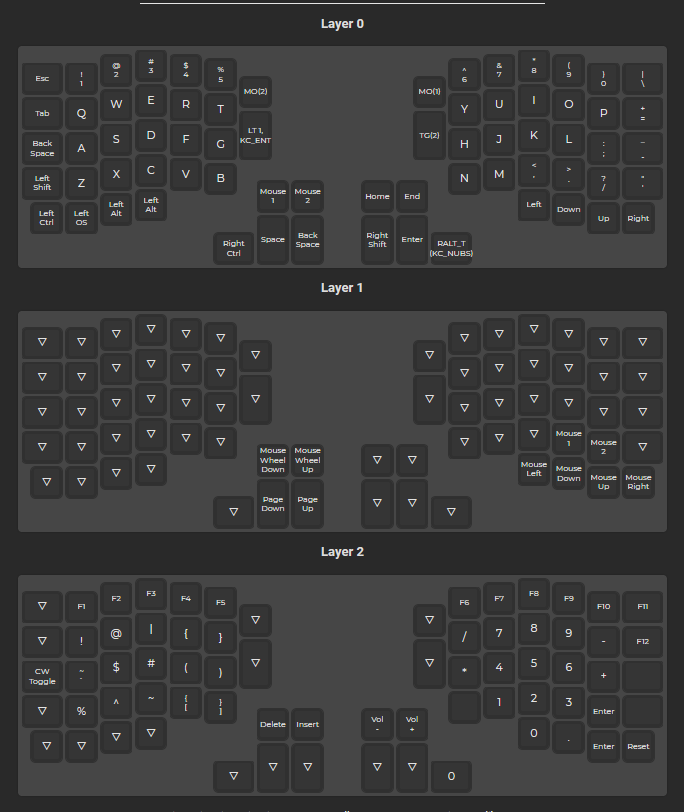 Layer 0
Esc ! 1 @ 2 # 3 $ 4 % 5 MO(2) MO(1) ^ 6 & 7 * 8 ( 9 ) 0 | \
Tab Q W E R T LT 1, KC_ENT TG(2) Y U I O P + =
Back Space A S D F G H J K L : ; _ -
Left Shift Z X C V B N M < , > . ? / " '
Left Ctrl Left OS Left Alt Left Alt Mouse 1 Mouse 2 Home End Left Down Up Right
Right Ctrl Space Back Space Right Shift Enter RALT_T (KC_NUBS)
Layer 1
▽ ▽ ▽ ▽ ▽ ▽ ▽ ▽ ▽ ▽ ▽ ▽ ▽ ▽
▽ ▽ ▽ ▽ ▽ ▽ ▽ ▽ ▽ ▽ ▽ ▽ ▽ ▽
▽ ▽ ▽ ▽ ▽ ▽ ▽ ▽ ▽ ▽ ▽ ▽
▽ ▽ ▽ ▽ ▽ ▽ ▽ ▽ ▽ Mouse 1 Mouse 2 ▽
▽ ▽ ▽ ▽ Mouse Wheel Down Mouse Wheel Up ▽ ▽ Mouse Left Mouse Down Mouse Up Mouse Right
▽ Page Down Page Up ▽ ▽ ▽
Layer 2
▽ F1 F2 F3 F4 F5 ▽ ▽ F6 F7 F8 F9 F10 F11
▽ ! @ | { } ▽ ▽ / 7 8 9 - F12
CW Toggle ~ ` $ # ( ) * 4 5 6 +
▽ % ^ ~ { [ } ] 1 2 3 Enter
▽ ▽ ▽ ▽ Delete Insert Vol - Vol + 0 . Enter Reset
▽ ▽ ▽ ▽ ▽ 0